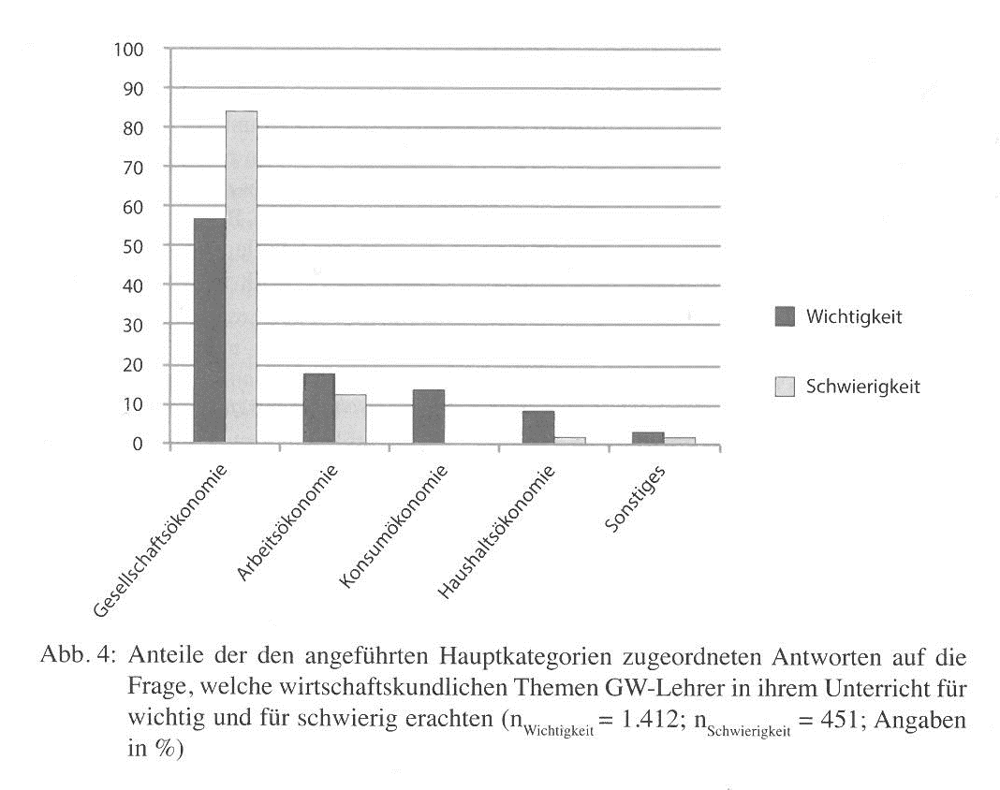 100
90
80
70
60
50
40
30
20
10
0
Wichtigkeit
Schwierigkeit
Gesellschaftsökonomie
Arbeitsökonomie
Konsumökonomie
Haushaltsökonomie
Sonstiges
Abb. 4: Anteile der den angeführten Hauptkategorien zugeordneten Antworten auf die
Frage, welche wirtschaftskundlichen Themen GW-Lehrer in ihrem Unterricht für
wichtig und für schwierig erachten (nWichtigkeit = 1.412; nSchwierigkeit = 451; Angaben
in %)